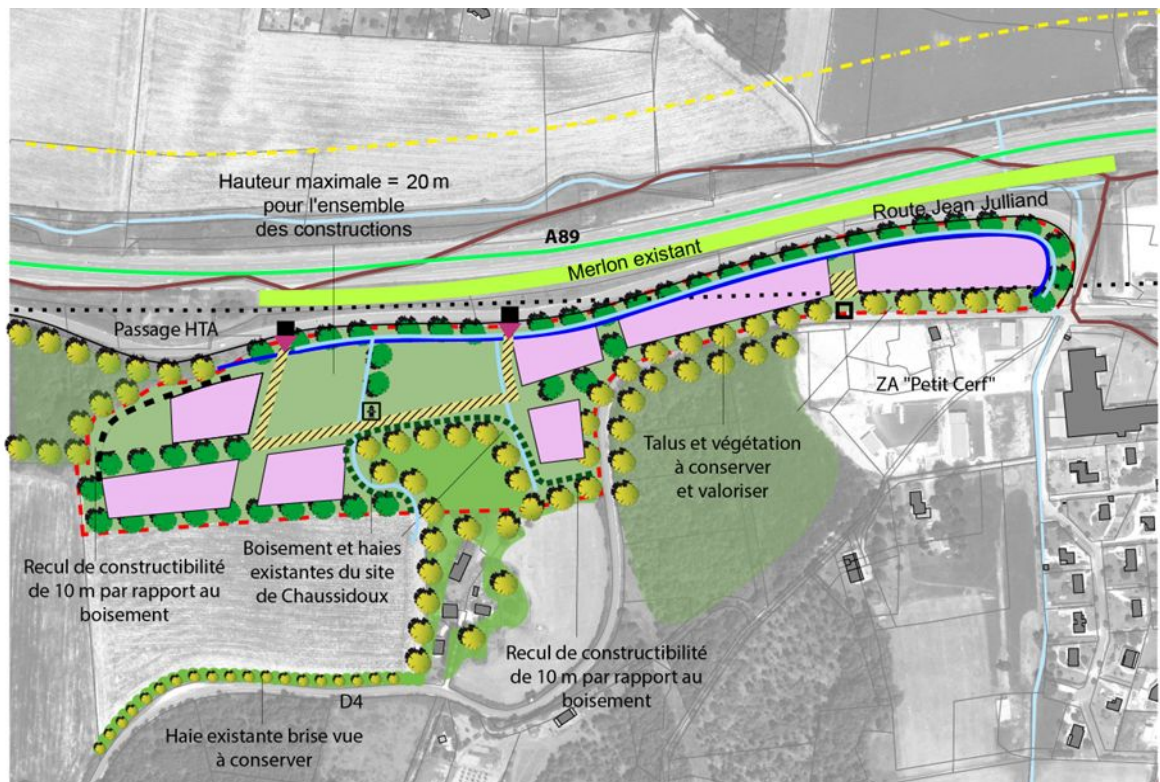 Hauteur maximale = 20 m
pour l'ensemble
des constructions
A89
Route Jean Julliand
Merlon existant
Passage HTA
ZA "Petit Cerf"
Talus et végétation
à conserver
et valoriser
Recul de constructibilité
de 10 m par rapport au
boisement
Boisement et haies
existantes du site
de Chaussidoux
Recul de constructibilité
de 10 m par rapport au
boisement
D4
Haie existante brise vue
à conserver